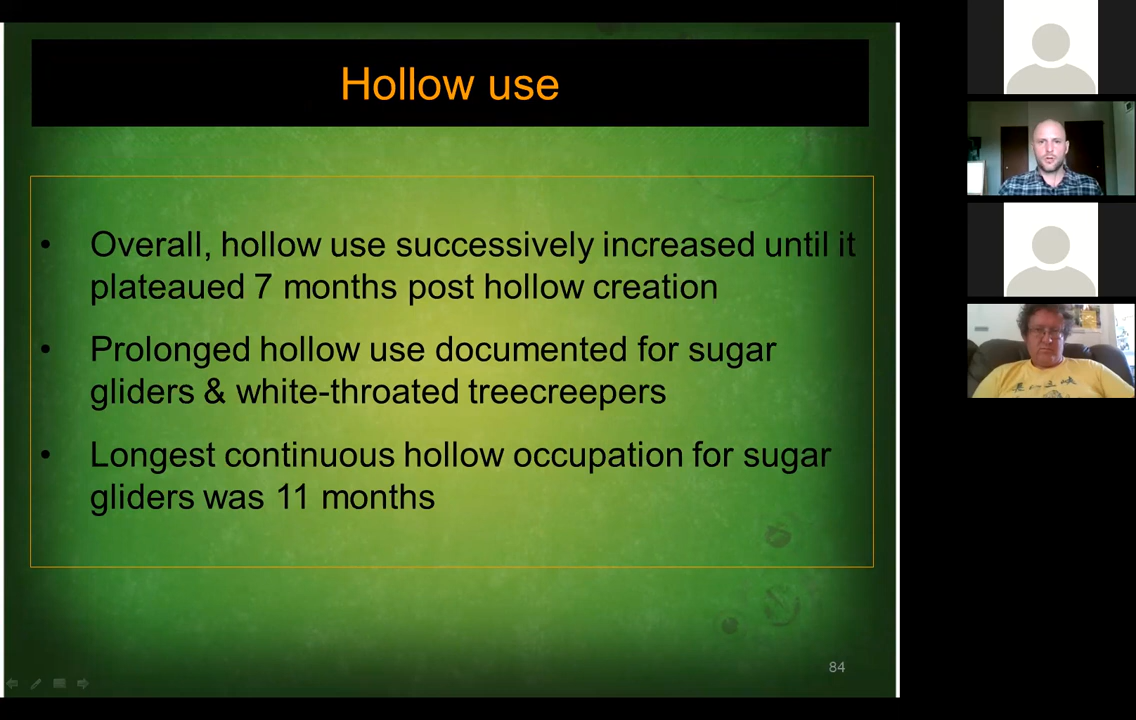 Hollow use
• Overall, hollow use successively increased until it
plateaued 7 months post hollow creation
• Prolonged hollow use documented for sugar
gliders & white-throated treecreepers
• Longest continuous hollow occupation for sugar
gliders was 11 months
84